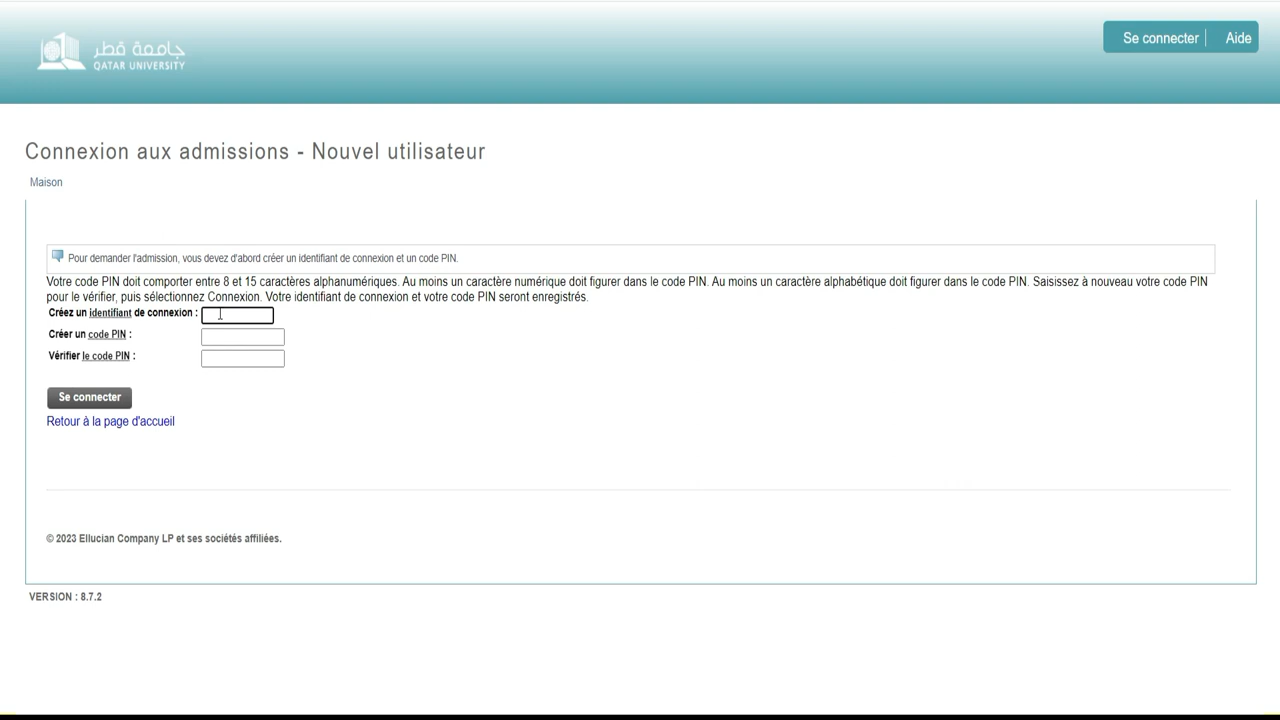 جامعة قطر
QATAR UNIVERSITY
Se connecter
Aide
Connexion aux admissions - Nouvel utilisateur
Maison
Pour demander l'admission, vous devez d'abord créer un identifiant de connexion et un code PIN.
Votre code PIN doit comporter entre 8 et 15 caractères alphanumériques. Au moins un caractère numérique doit figurer dans le code PIN. Au moins un caractère alphabétique doit figurer dans le code PIN. Saisissez à nouveau votre code PIN
pour le vérifier, puis sélectionnez Connexion. Votre identifiant de connexion et votre code PIN seront enregistrés.
Créez un identifiant de connexion :
Créer un code PIN :
Vérifier le code PIN :
Se connecter
Retour à la page d'accueil
© 2023 Ellucian Company LP et ses sociétés affiliées.
VERSION : 8.7.2